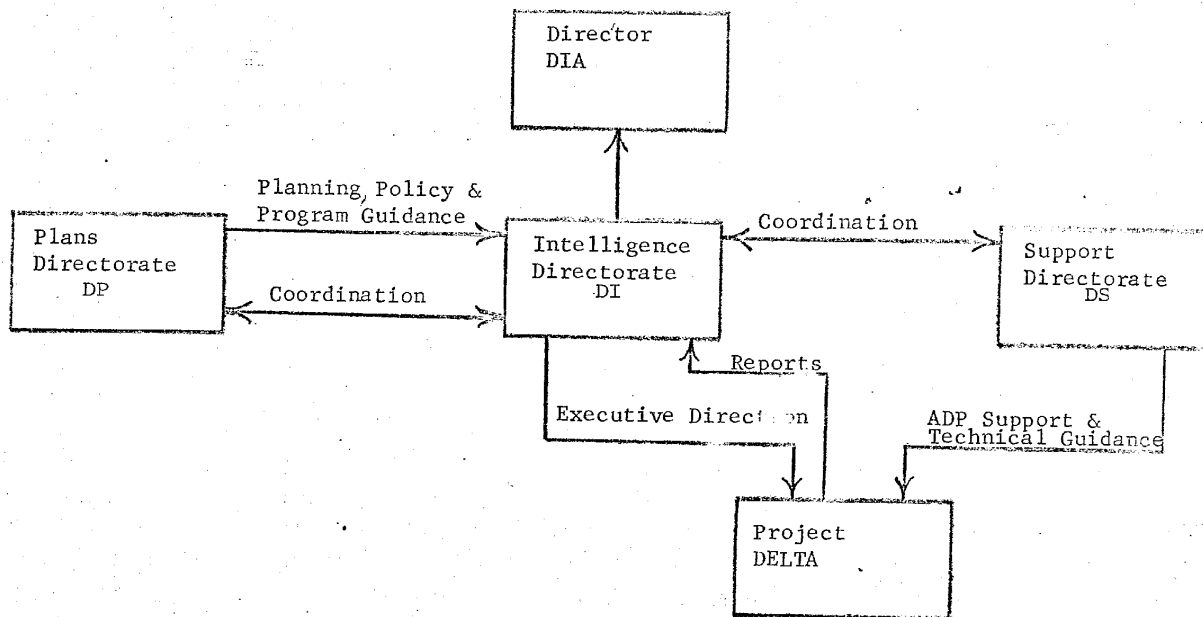 Director
DIA
Planning, Policy &
Program Guidance
Plans
Directorate
DP
Coordination
Intelligence
Directorate
DI
Coordination
Support
Directorate
DS
Reports
Executive Direction
ADP Support &
Technical Guidance
Project
DELTA